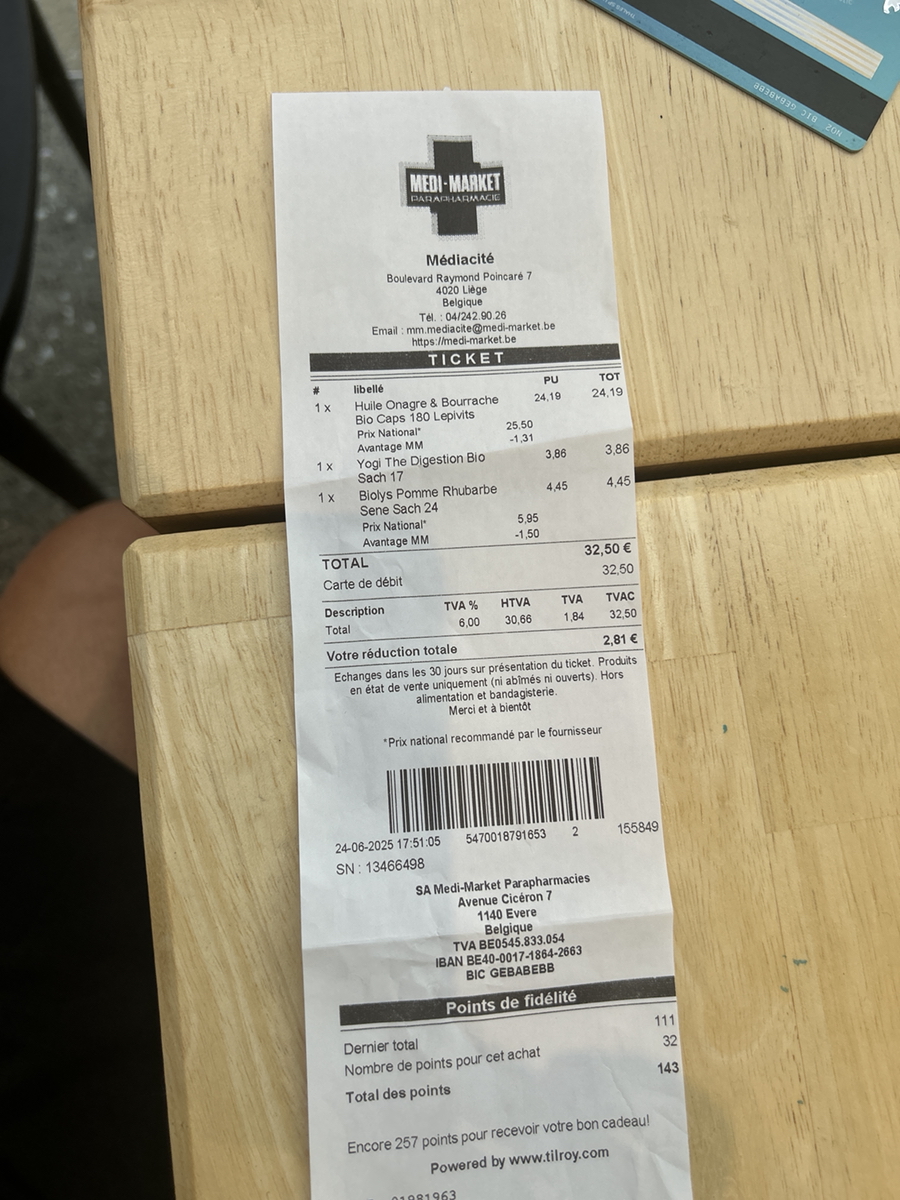 NOZ BIC GEBABEBB
MEDI-MARKET
PARAPHARMACIE
Médiacité
Boulevard Raymond Poincaré 7
4020 Liège
Belgique
Tél. : 04/242.90.26
Email : mm.mediacite@medi-market.be
https://medi-market.be
TICKET
# libellé PU TOT
1 x Huile Onagre & Bourrache 24,19 24,19
Bio Caps 180 Lepivits
Prix National* 25,50
Avantage MM -1,31
1 x Yogi The Digestion Bio 3,86 3,86
Sach 17
1 x Biolys Pomme Rhubarbe 4,45 4,45
Sene Sach 24
Prix National* 5,95
Avantage MM -1,50
TOTAL 32,50 €
Carte de débit 32,50
Description TVA % HTVA TVA TVAC
Total 6,00 30,66 1,84 32,50
Votre réduction totale 2,81 €
Echanges dans les 30 jours sur présentation du ticket. Produits
en état de vente uniquement (ni abîmés ni ouverts). Hors
alimentation et bandagisterie.
Merci et à bientôt
*Prix national recommandé par le fournisseur
24-06-2025 17:51:05 5470018791653 2 155849
SN : 13466498
SA Medi-Market Parapharmacies
Avenue Cicéron 7
1140 Evere
Belgique
TVA BE0545.833.054
IBAN BE40-0017-1864-2663
BIC GEBABEBB
Points de fidélité
Dernier total 111
Nombre de points pour cet achat 32
Total des points 143
Encore 257 points pour recevoir votre bon cadeau!
Powered by www.tilroy.com
01981963